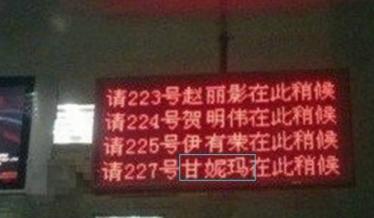 请223号赵丽影在此稍候
请224号贺明伟在此稍候
请225号伊有荣在此稍候
请227号甘妮玛在此稍候